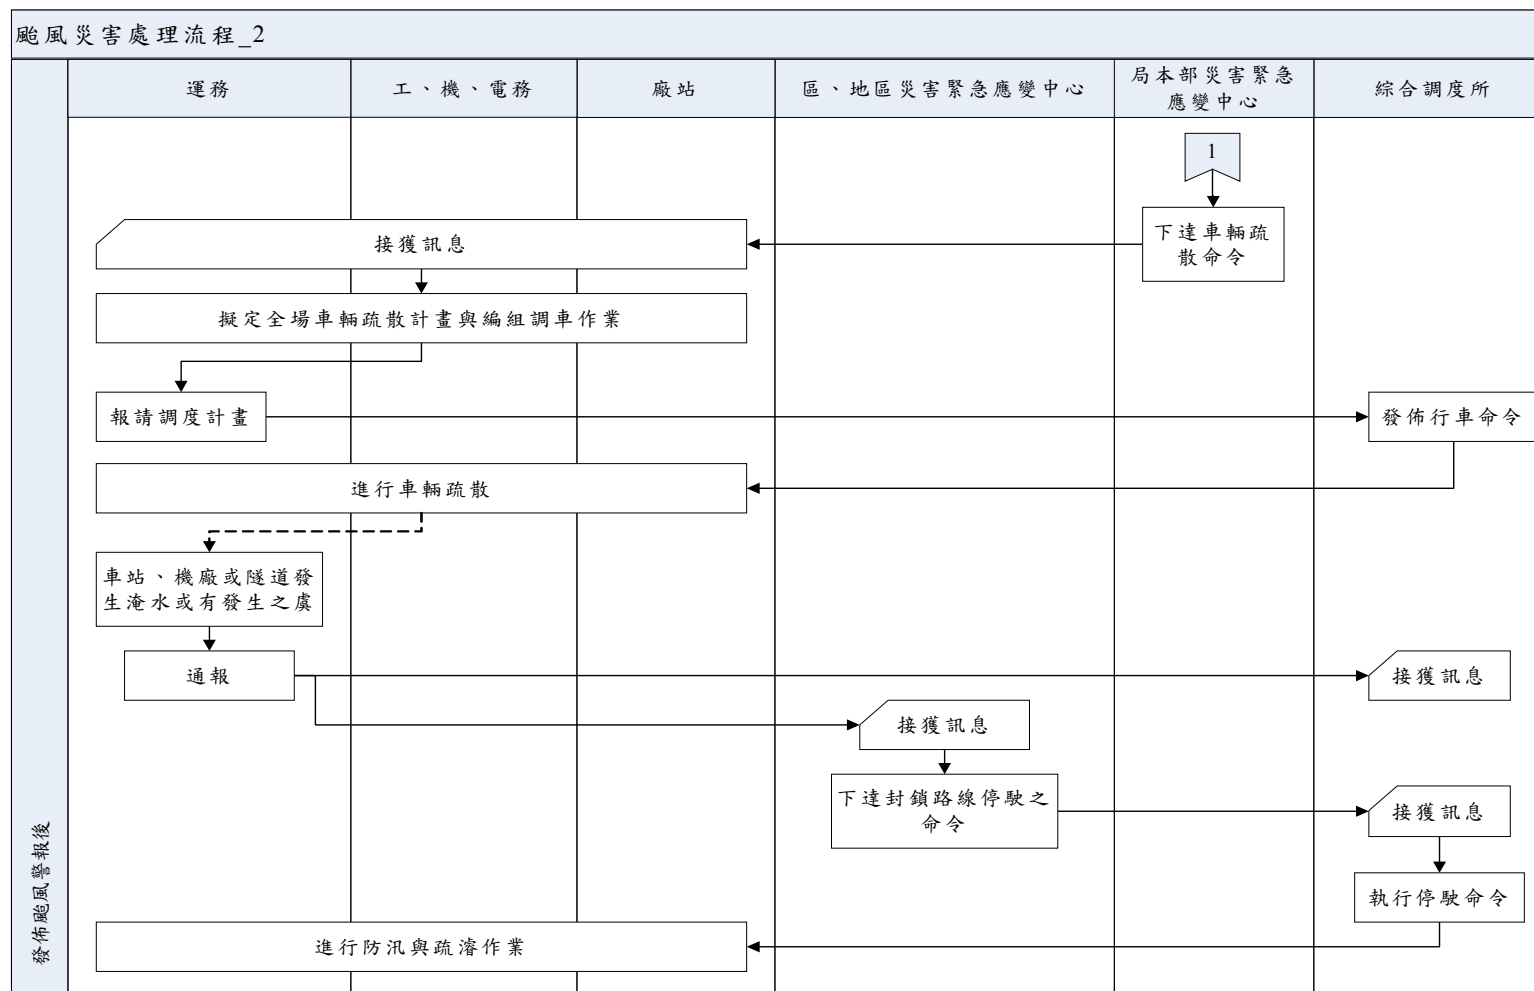 颱風災害處理流程_2
運務
工、機、電務
廠站
區、地區災害緊急應變中心
局本部災害緊急
應變中心
綜合調度所
1
下達車輛疏
散命令
接獲訊息
擬定全場車輛疏散計畫與編組調車作業
報請調度計畫
發佈行車命令
進行車輛疏散
車站、機廠或隧道發
生淹水或有發生之虞
通報
接獲訊息
接獲訊息
下達封鎖路線停駛之
命令
接獲訊息
執行停駛命令
進行防汛與疏濬作業
發佈颱風警報後